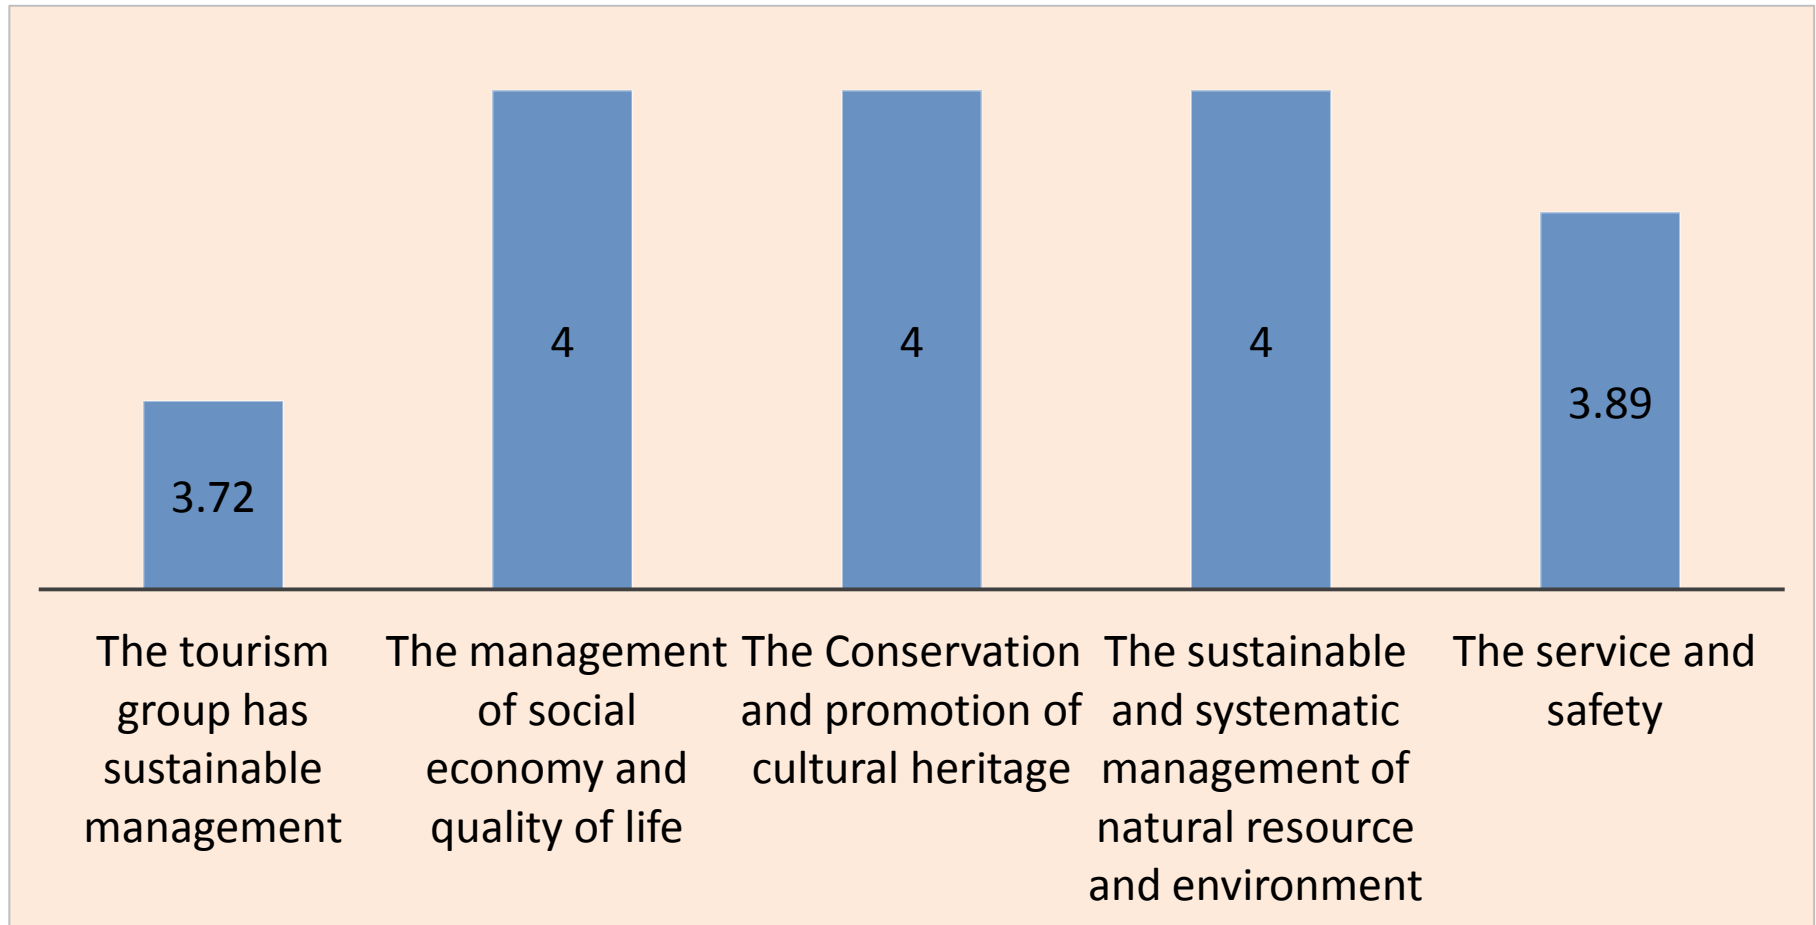 4
4
4
3.89
3.72
The tourism
group has
sustainable
management
The management
of social
economy and
quality of life
The Conservation
and promotion of
cultural heritage
The sustainable
and systematic
management of
natural resource
and environment
The service and
safety